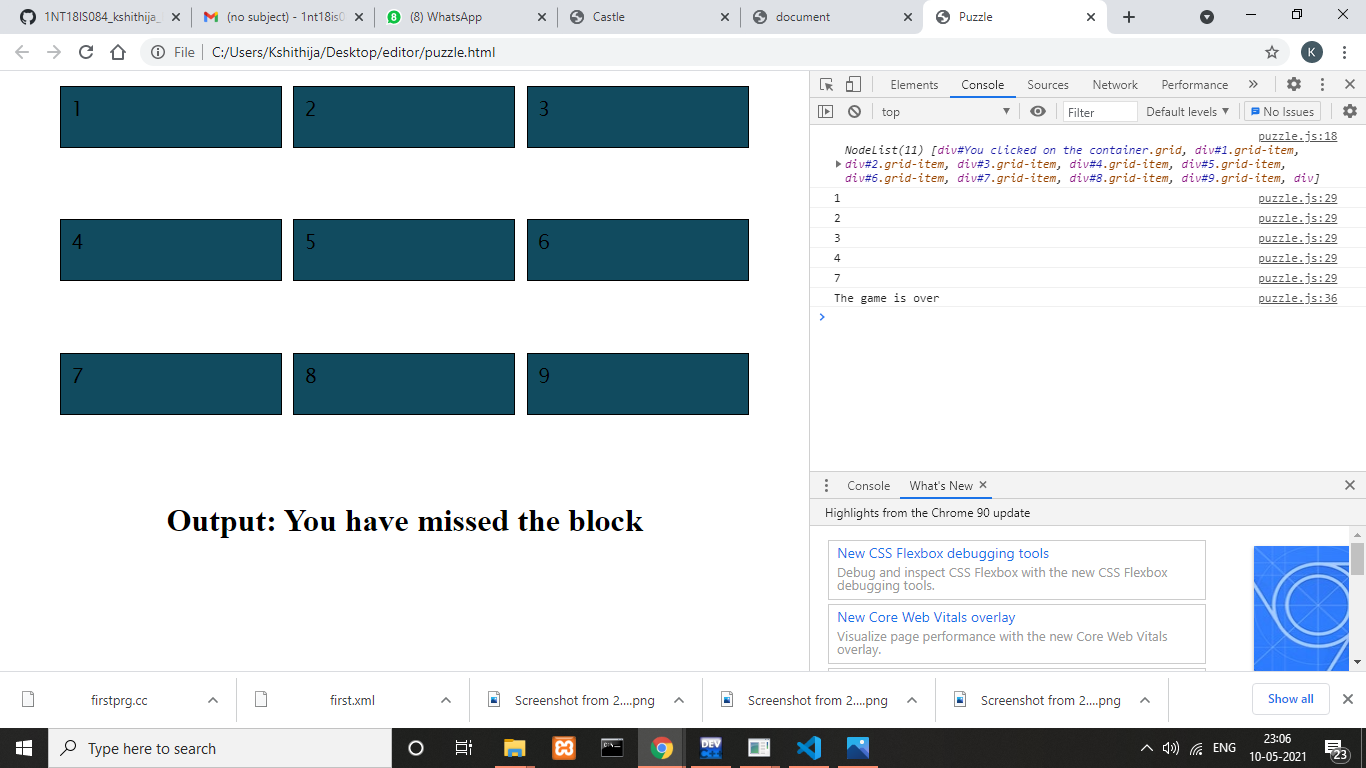 1NT18IS084_kshithija_
(no subject) - 1nt18is0
(8) WhatsApp
Castle
document
Puzzle
File
C:/Users/Kshithija/Desktop/editor/puzzle.html
K
1 2 3
4 5 6
7 8 9
Output: You have missed the block
Elements Console Sources Network Performance »
top Filter Default levels No Issues
puzzle.js:18
NodeList(11) [div#You clicked on the container.grid, div#1.grid-item,
div#2.grid-item, div#3.grid-item, div#4.grid-item, div#5.grid-item,
div#6.grid-item, div#7.grid-item, div#8.grid-item, div#9.grid-item, div]
1 puzzle.js:29
2 puzzle.js:29
3 puzzle.js:29
4 puzzle.js:29
7 puzzle.js:29
The game is over puzzle.js:36
Console What's New
Highlights from the Chrome 90 update
New CSS Flexbox debugging tools
Debug and inspect CSS Flexbox with the new CSS Flexbox
debugging tools.
New Core Web Vitals overlay
Visualize page performance with the new Core Web Vitals
overlay.
firstprg.cc
first.xml
Screenshot from 2....png
Screenshot from 2....png
Screenshot from 2....png
Show all
Type here to search
DEV
ENG
23:06
10-05-2021
23